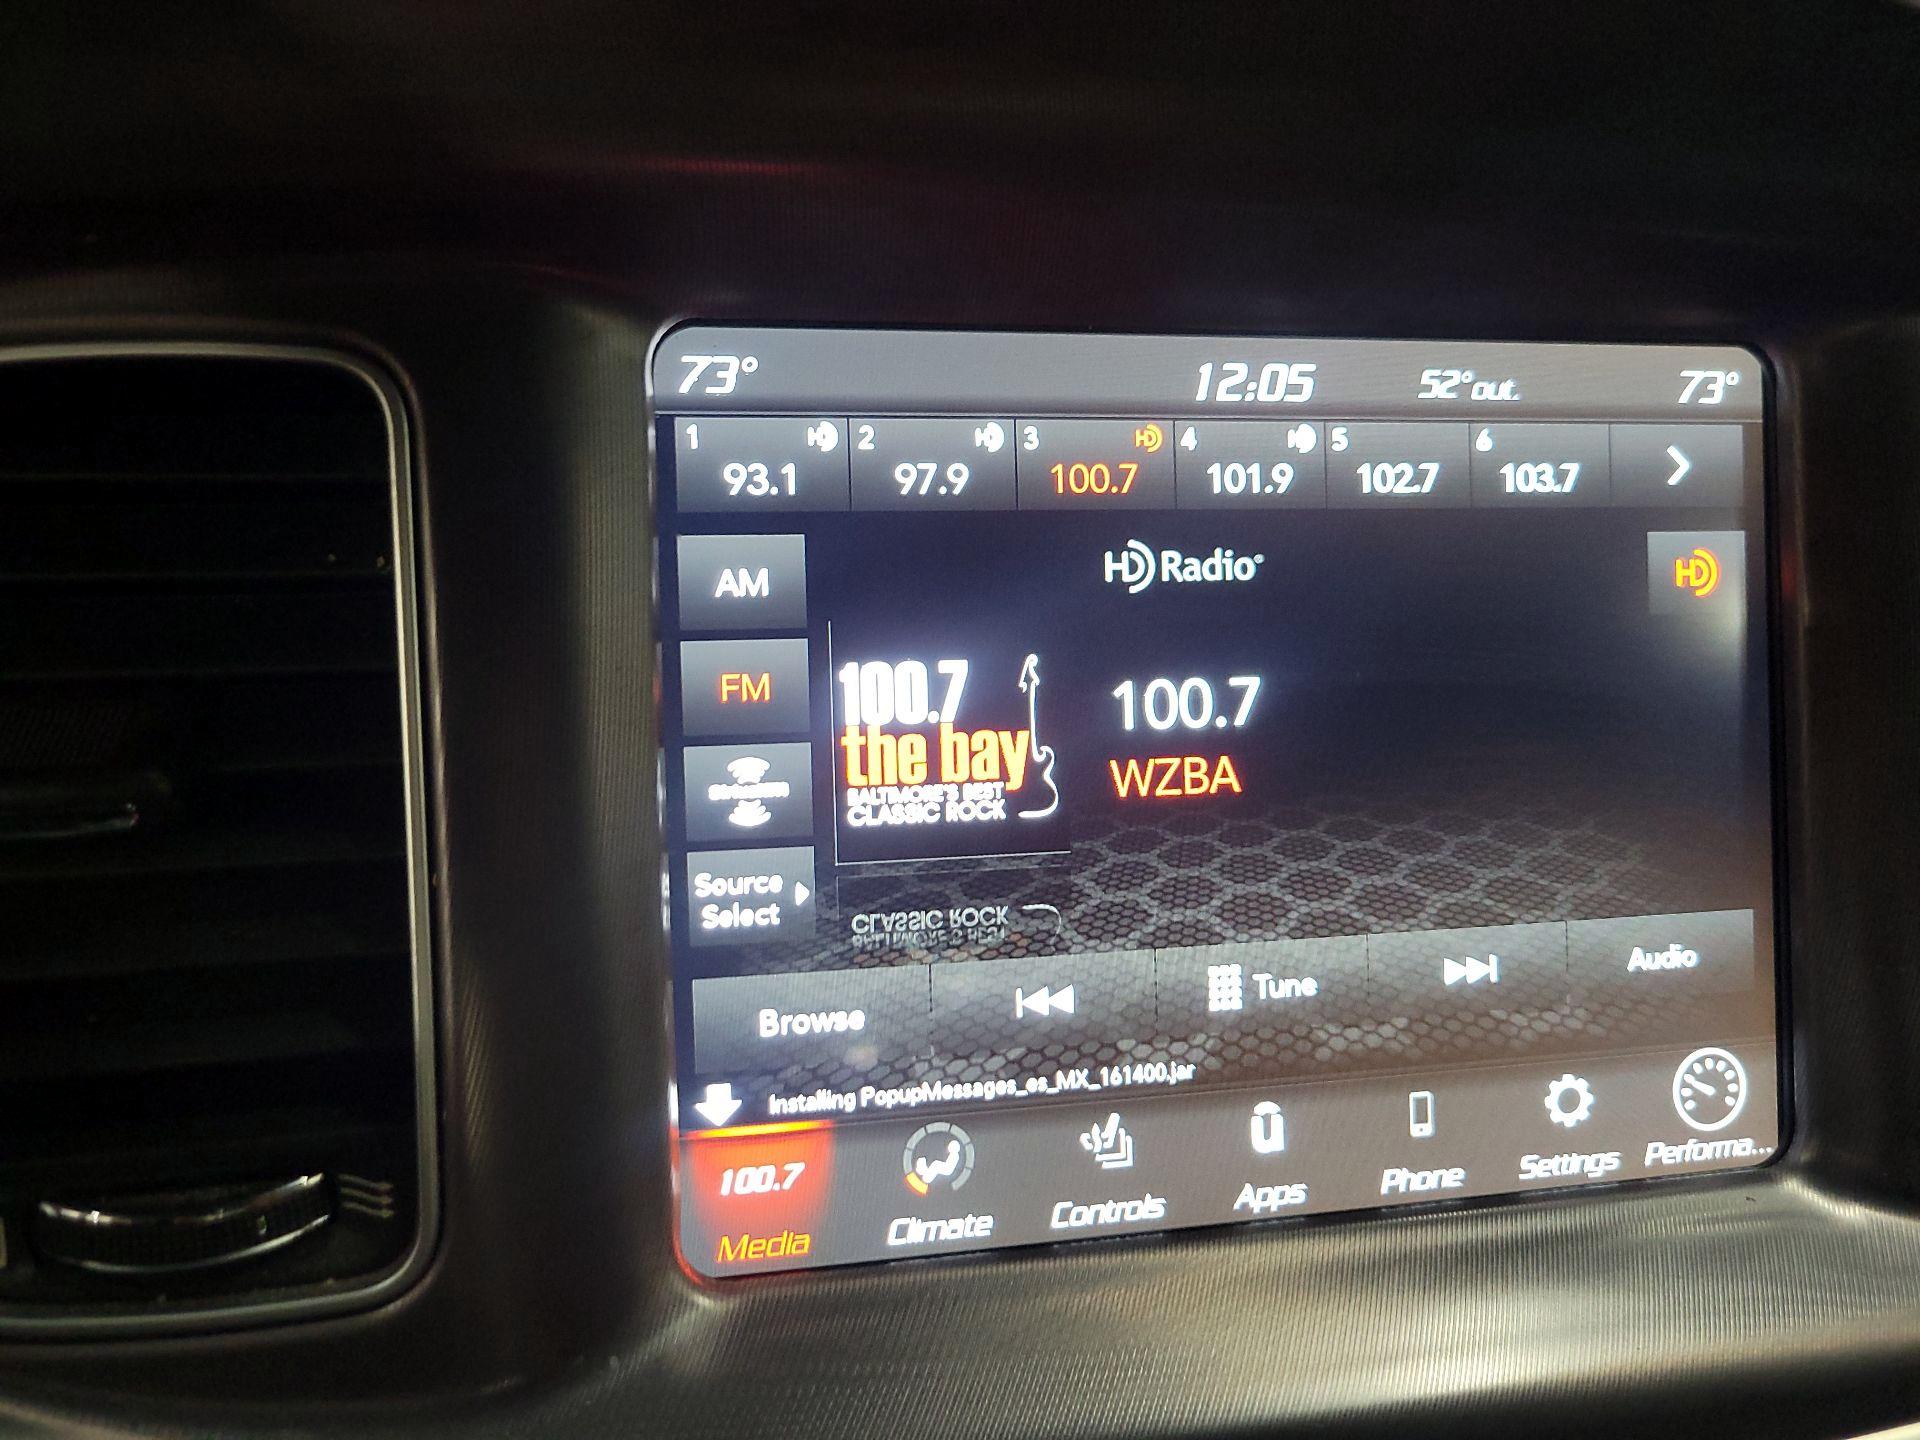 73° 12:05 52° out. 73°
1 2 3 4 5 6
93.1 97.9 100.7 101.9 102.7 103.7
HD Radio
AM
FM
100.7
the bay
BALTIMORE'S BEST
CLASSIC ROCK
100.7
WZBA
Source
Select
Browse Tune Audio
Installing PopupMessages_es_MX_161400.jar
100.7
Media Climate Controls Apps Phone Settings Performa...